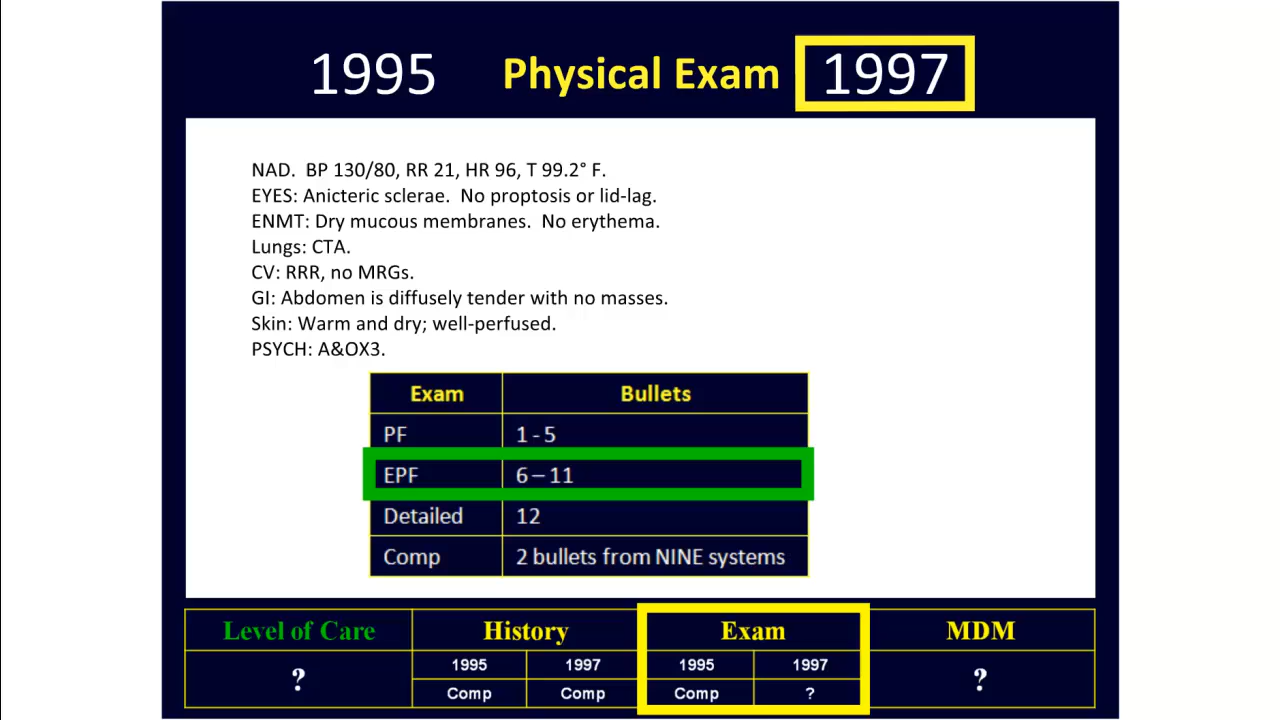 1995 Physical Exam 1997
NAD.  BP 130/80, RR 21, HR 96, T 99.2° F.
EYES: Anicteric sclerae.  No proptosis or lid-lag.
ENMT: Dry mucous membranes.  No erythema.
Lungs: CTA.
CV: RRR, no MRGs.
GI: Abdomen is diffusely tender with no masses.
Skin: Warm and dry; well-perfused.
PSYCH: A&OX3.
Exam Bullets
PF 1 - 5
EPF 6 – 11
Detailed 12
Comp 2 bullets from NINE systems
Level of Care History Exam MDM
? 1995 1997 1995 1997 ?
Comp Comp Comp ?